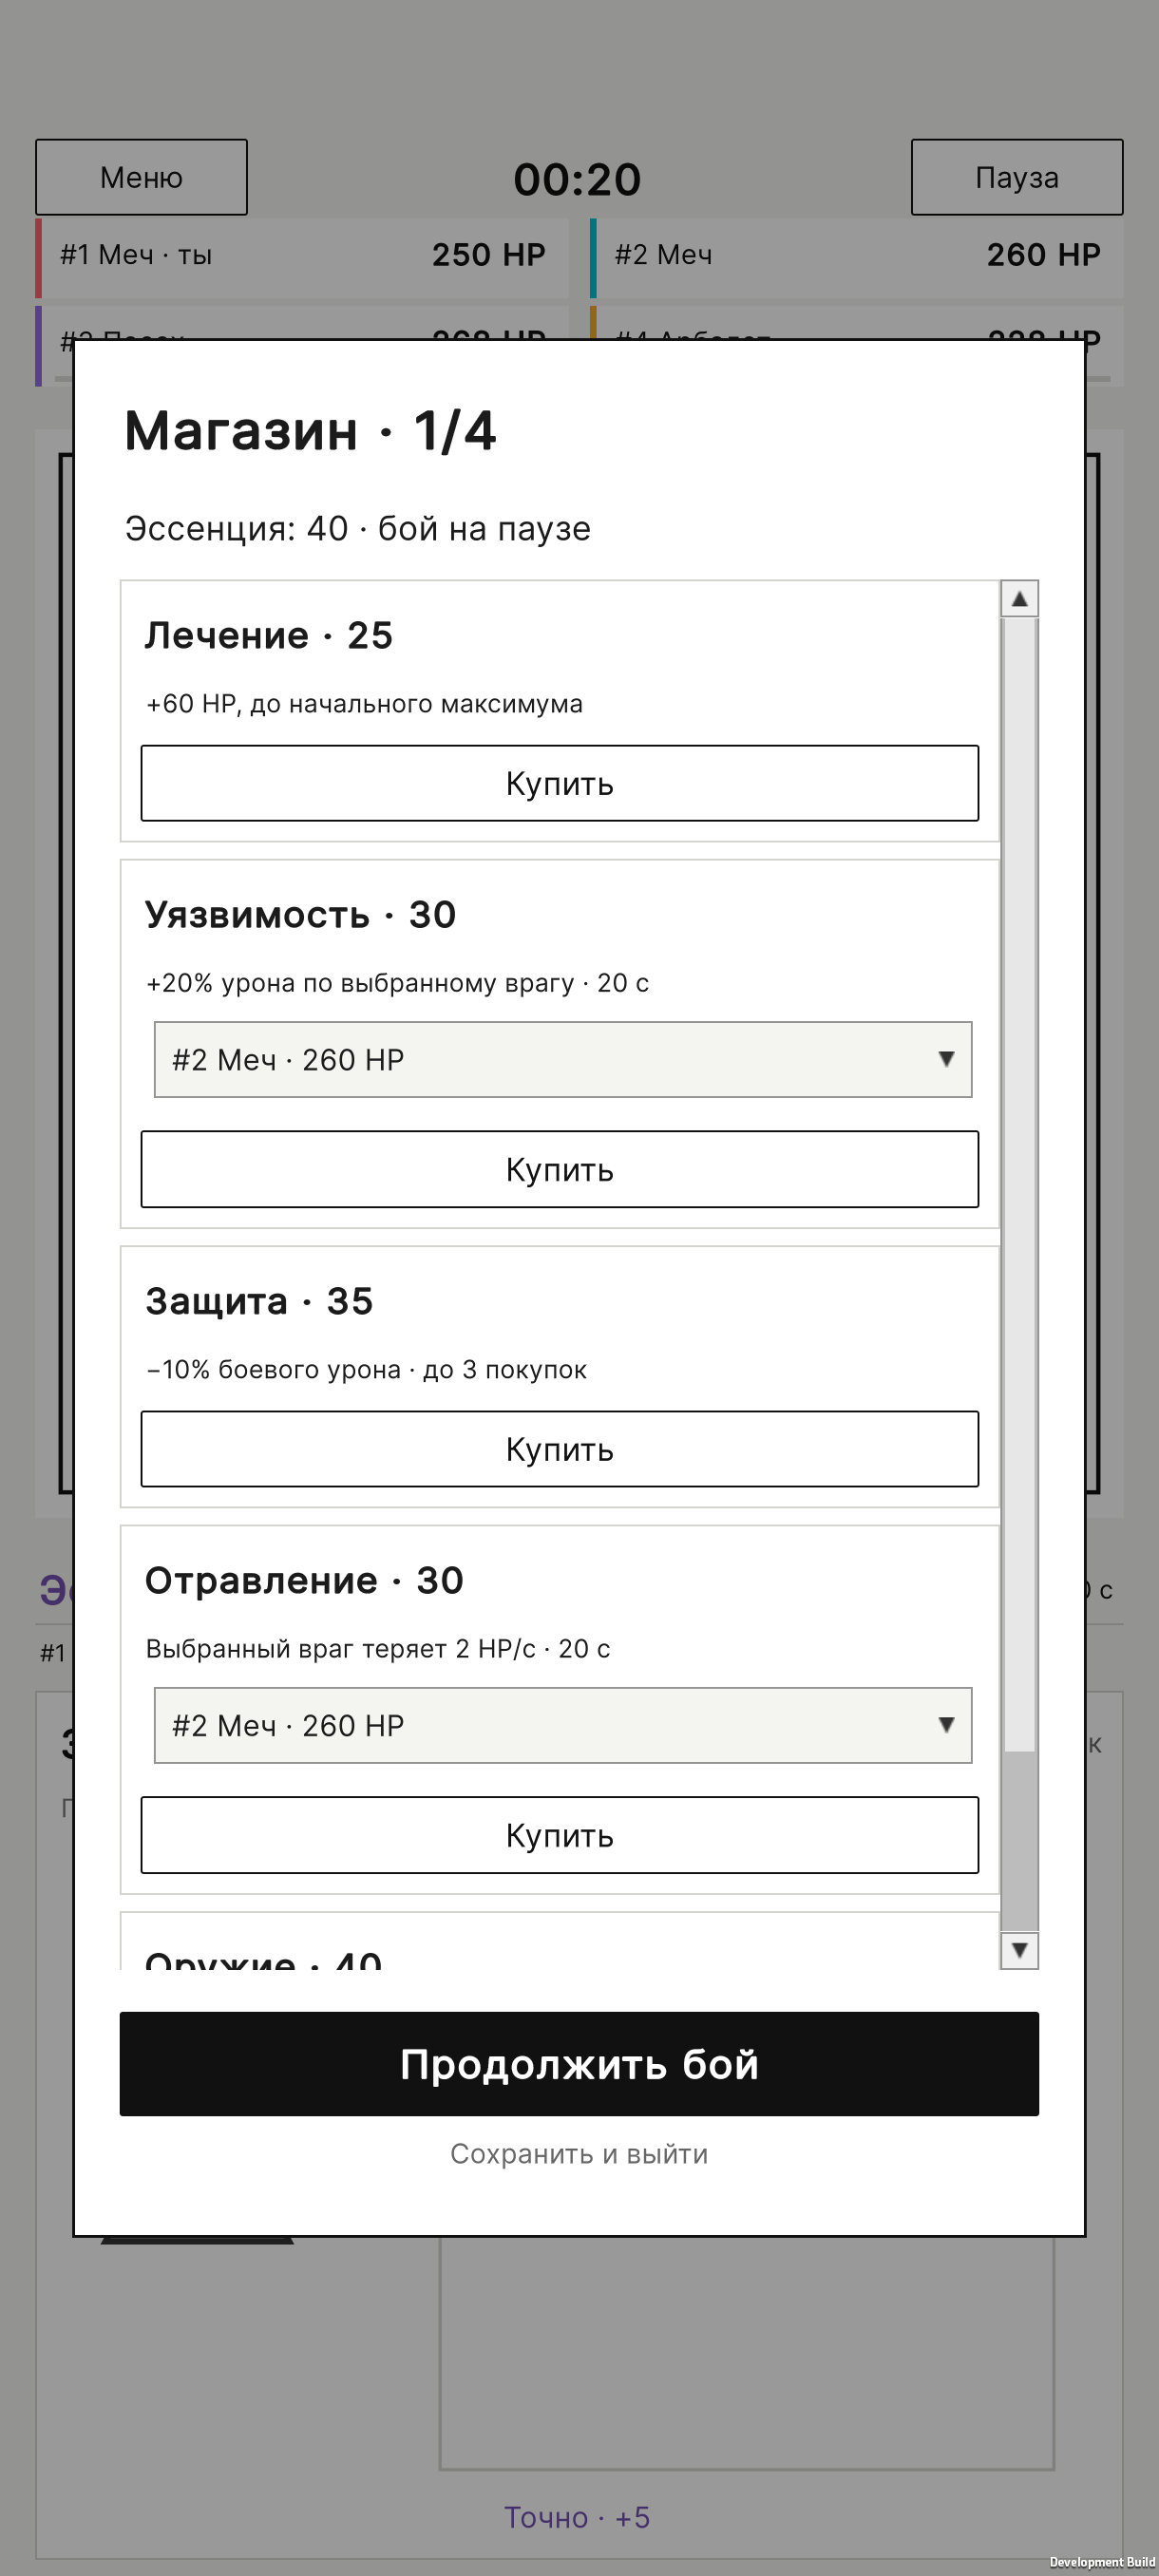 Меню
00:20
Пауза
#1 Меч · ты
250 HP
#2 Меч
260 HP
Магазин · 1/4
Эссенция: 40 · бой на паузе
Лечение · 25
+60 HP, до начального максимума
Купить
Уязвимость · 30
+20% урона по выбранному врагу · 20 с
#2 Меч · 260 HP
Купить
Защита · 35
−10% боевого урона · до 3 покупок
Купить
Отравление · 30
Выбранный враг теряет 2 HP/с · 20 с
#2 Меч · 260 HP
Купить
Оружие · 40
#1
Продолжить бой
Сохранить и выйти
Точно · +5
Development Build